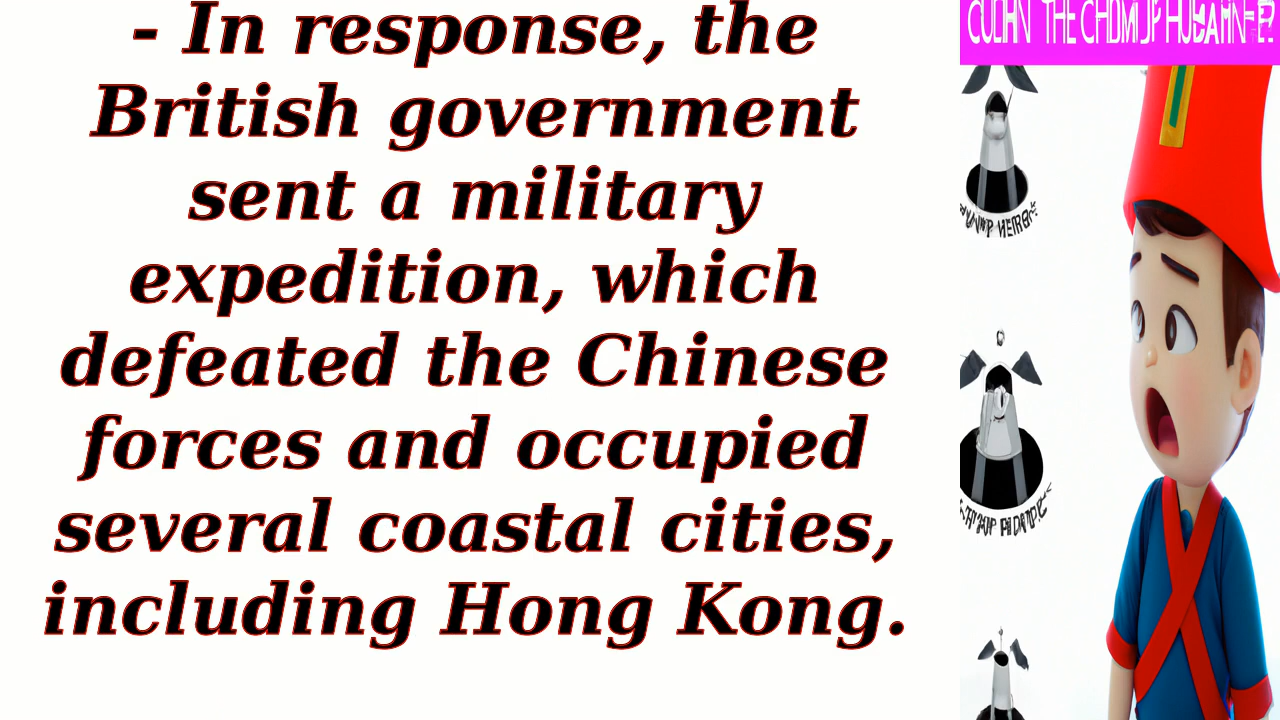 - In response, the
British government
sent a military
expedition, which
defeated the Chinese
forces and occupied
several coastal cities,
including Hong Kong.